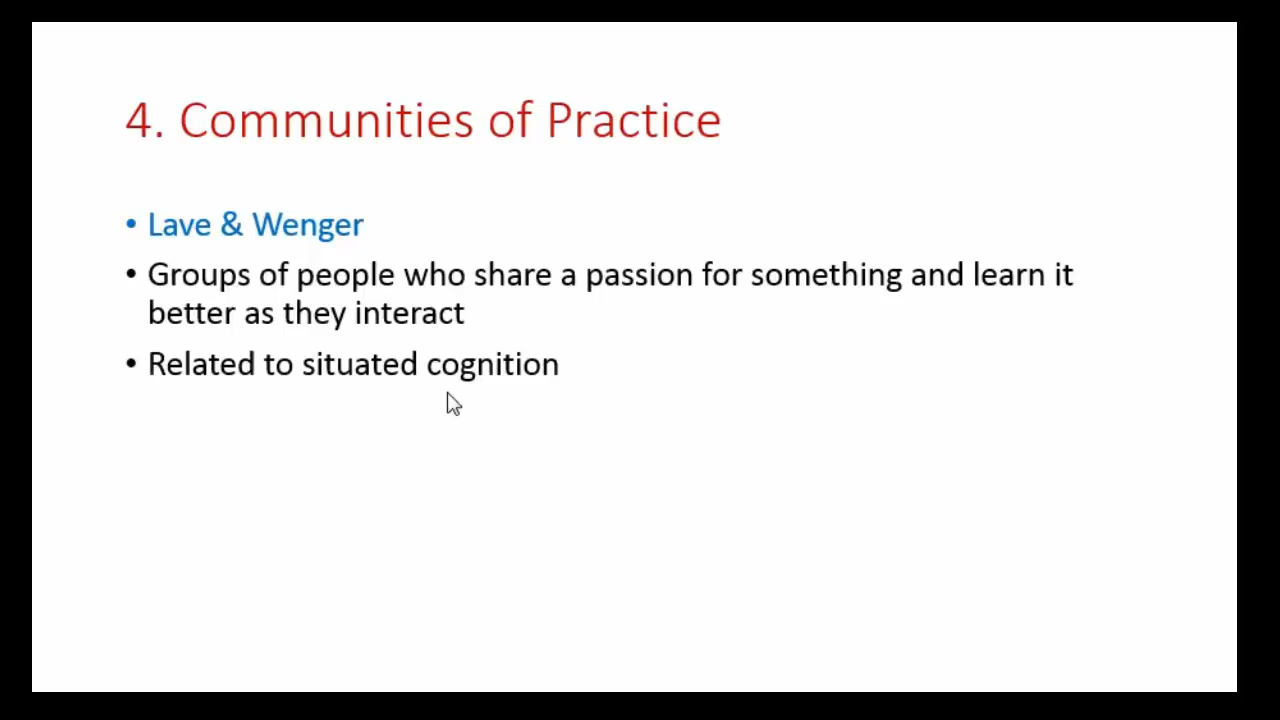 4. Communities of Practice
• Lave & Wenger
• Groups of people who share a passion for something and learn it
better as they interact
• Related to situated cognition